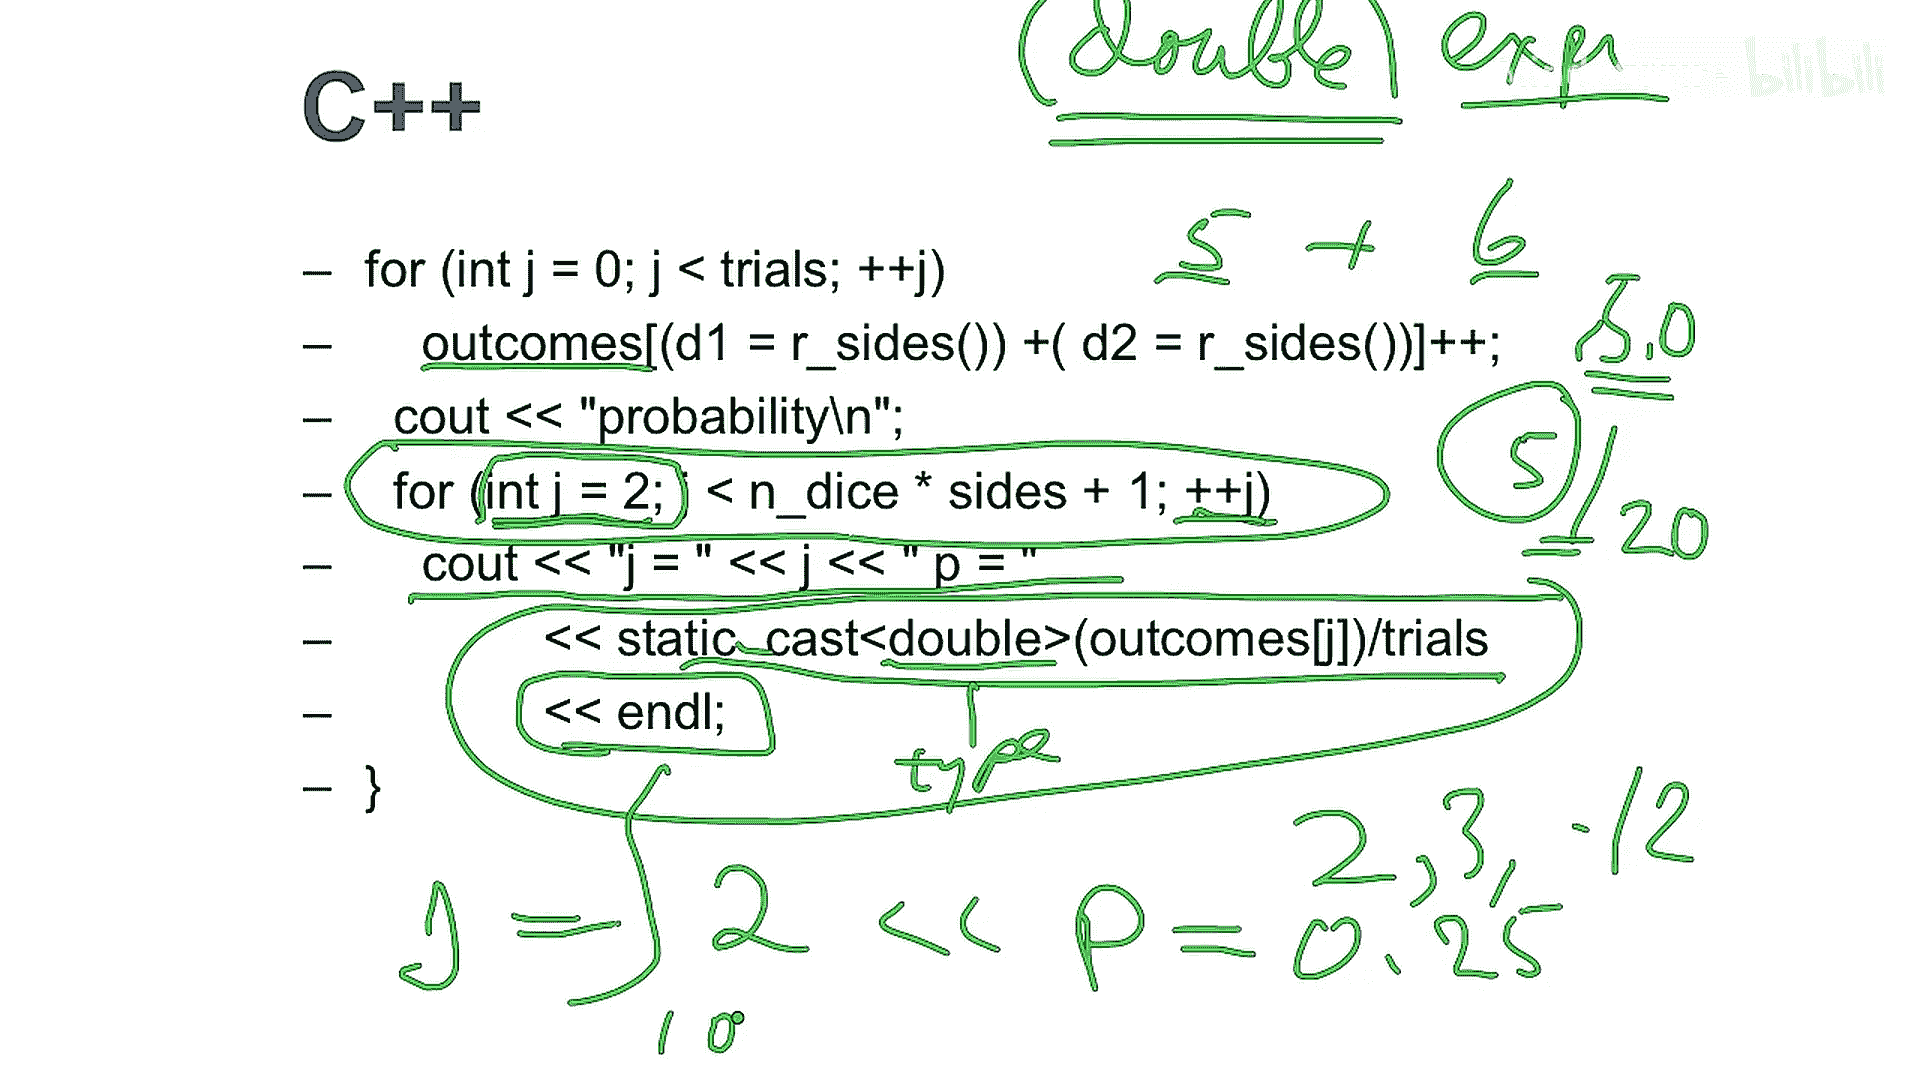 (double) expr
bilibili
C++
5 + 6
– for (int j = 0; j < trials; ++j)
5.0
– outcomes[(d1 = r_sides()) +( d2 = r_sides())]++;
– cout << "probability\n";
5/20
– for (int j = 2; j < n_dice * sides + 1; ++j)
– cout << "j = " << j << " p = "
– << static_cast<double>(outcomes[j])/trials
– << endl;
type
– }
2, 3, -12
J = 2 << p = 0.25
10